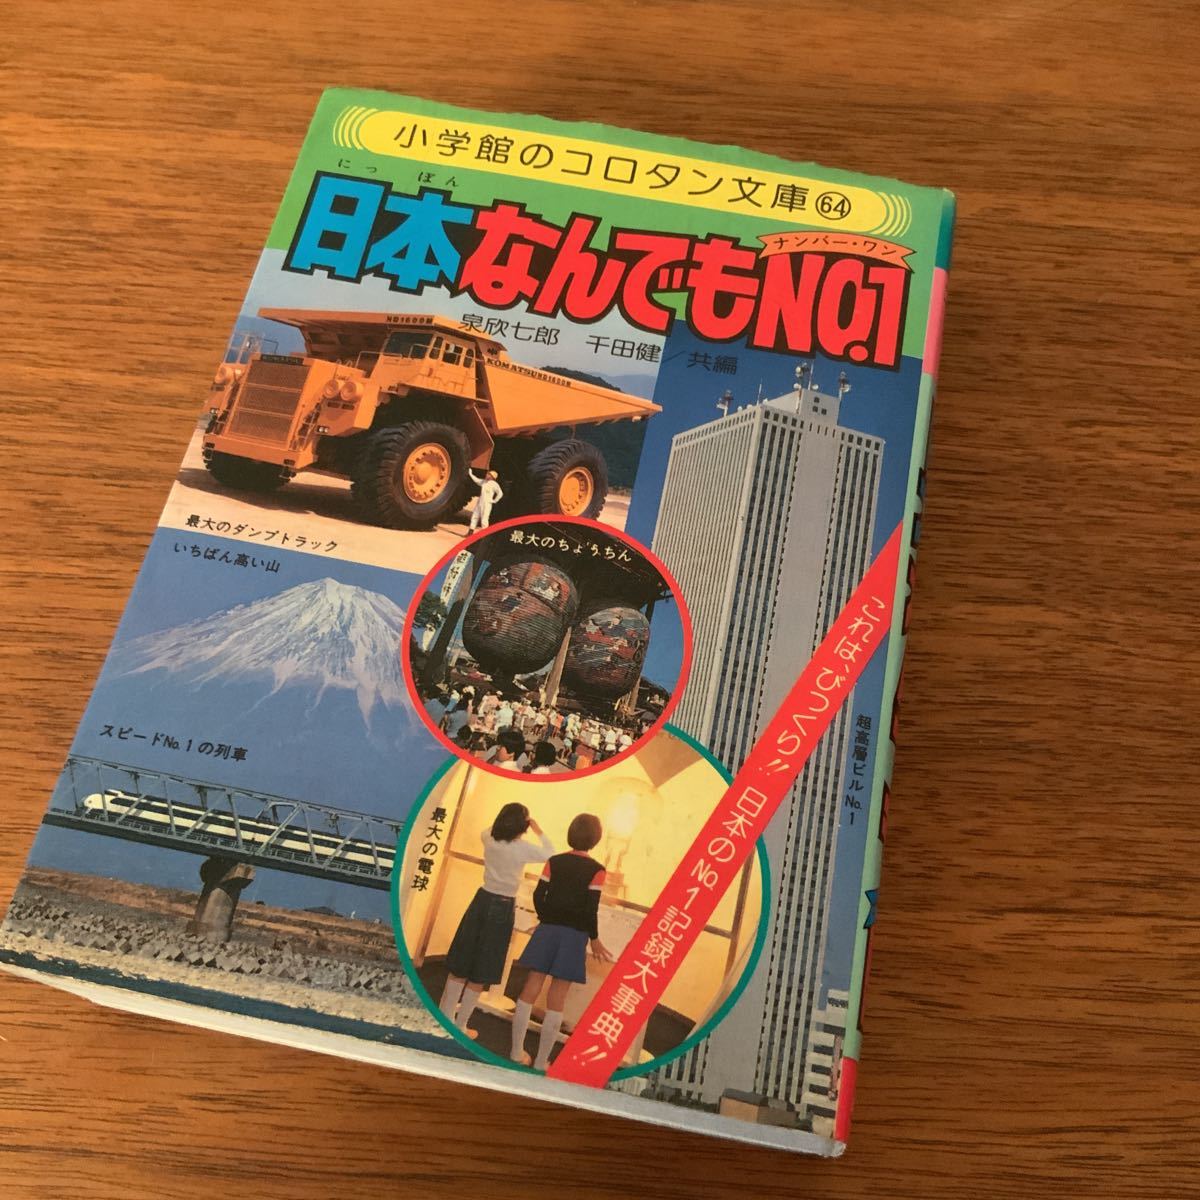 小学館のコロタン文庫64
にっ ぽん
日本なんでもNO.1
ナンバー・ワン
泉欣七郎 千田健/共編
HD1600M
KOMATSU HD1600M
最大のダンプトラック
いちばん高い山
最大のちょうちん
スピードNo.1の列車
最大の電球
超高層ビルNo.1
これは、びっくり!!日本のNo.1記録大事典!!